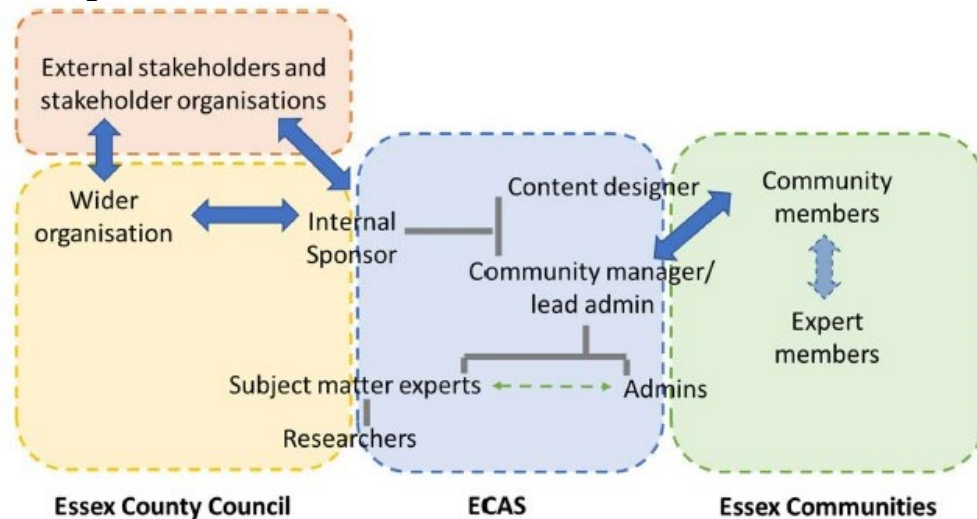 External stakeholders and
stakeholder organisations
Wider
organisation
Internal
Sponsor
Content designer
Community manager/
lead admin
Subject matter experts
Admins
Researchers
Community
members
Expert
members
Essex County Council
ECAS
Essex Communities